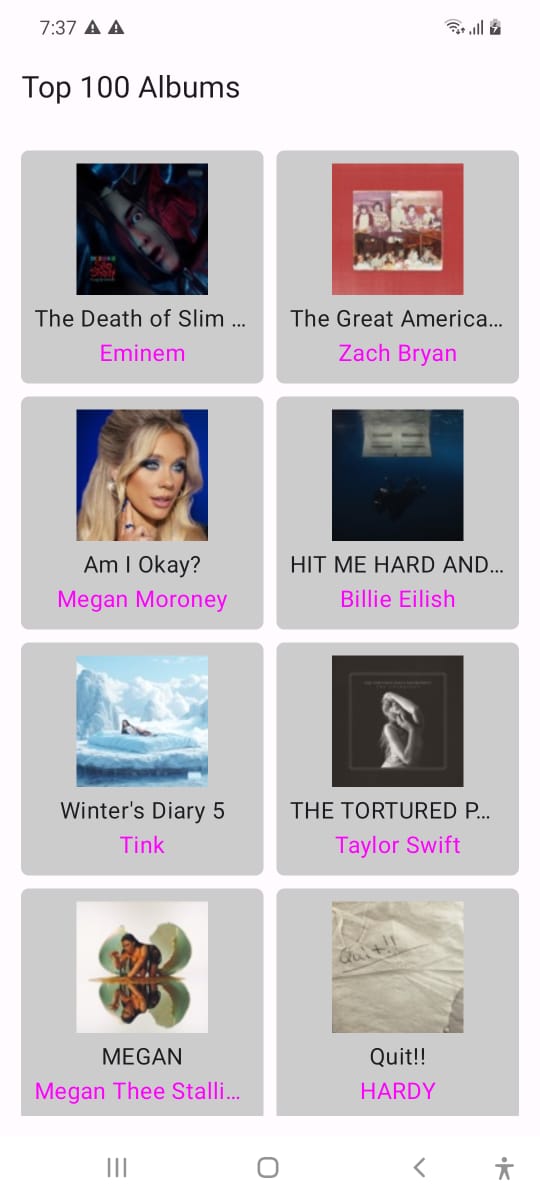 7:37
Top 100 Albums
The Death of Slim ...
Eminem
The Great America...
Zach Bryan
Am I Okay?
Megan Moroney
HIT ME HARD AND...
Billie Eilish
Winter's Diary 5
Tink
THE TORTURED P...
Taylor Swift
MEGAN
Megan Thee Stalli...
Quit!!
Quit!!
HARDY